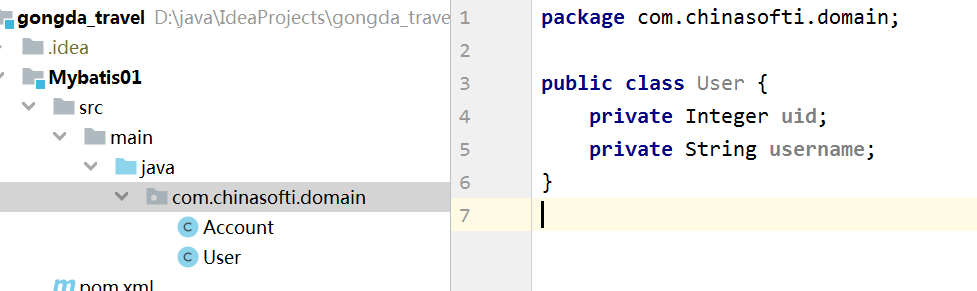 gongda_travel D:\java\IdeaProjects\gongda_trave
.idea
Mybatis01
src
main
java
com.chinasofti.domain
Account
User
pom.xml
1 package com.chinasofti.domain;
2
3 public class User {
4 private Integer uid;
5 private String username;
6 }
7